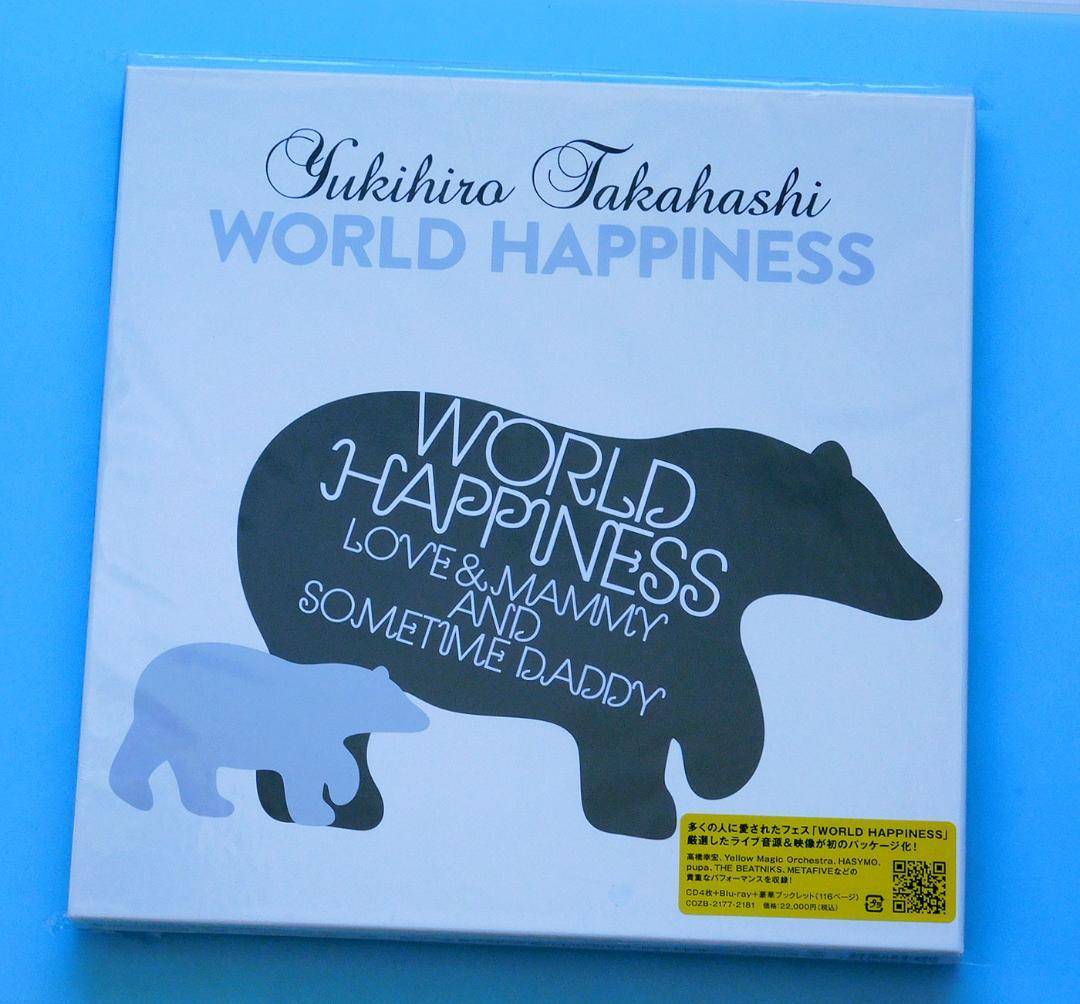 Yukihiro Takahashi
WORLD HAPPINESS
WORLD
HAPPINESS
LOVE & MAMMY
AND
SOMETIME DADDY
多くの人に愛されたフェス「WORLD HAPPINESS」
厳選したライブ音源&映像が初のパッケージ化!
高橋幸宏、Yellow Magic Orchestra、HASYMO、
pupa、THE BEATNIKS、METAFIVEなどの
貴重なパフォーマンスを収録!
CD4枚+Blu-ray+豪華ブックレット(116ページ)
COZB-2177-2181 価格:22,000円(税込)